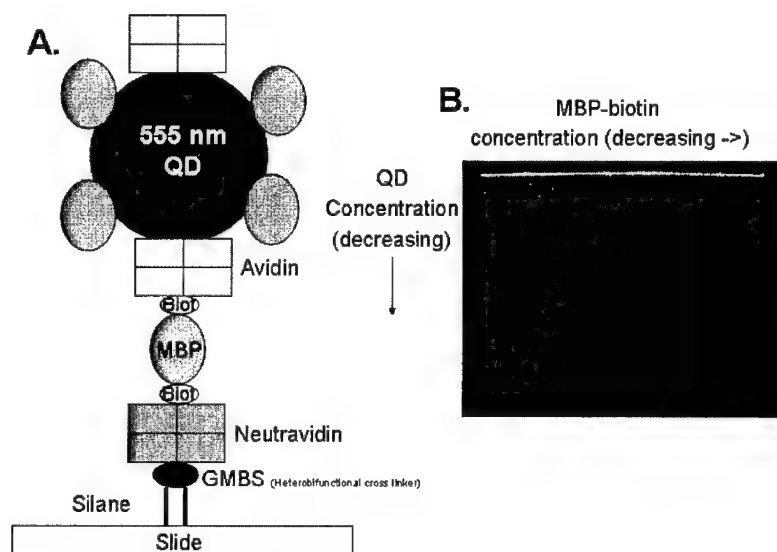 A.
555 nm
QD
Avidin
Biot
MBP
Biot
Neutravidin
GMBS (Heterobifunctional cross linker)
Silane
Slide
B.
MBP-biotin
concentration (decreasing ->)
QD
Concentration
(decreasing)